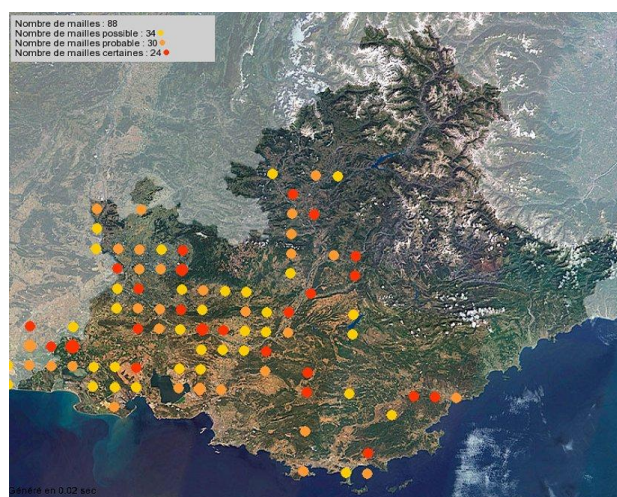 Nombre de mailles : 88
Nombre de mailles possible : 34
Nombre de mailles probable : 30
Nombre de mailles certaines : 24
Généré en 0.02 sec